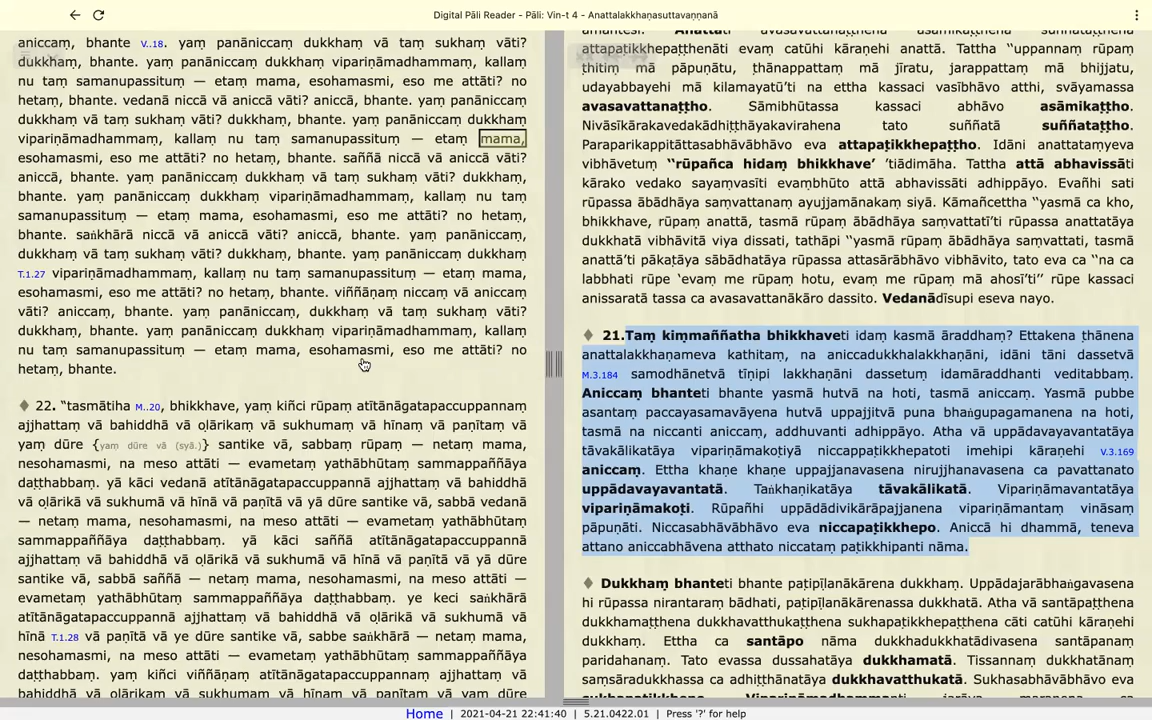 Digital Pāli Reader - Pāli: Vin-t 4 - Anattalakkhaṇasuttavaṇṇanā
aniccaṃ, bhante V..18. yaṃ panāniccaṃ dukkhaṃ vā taṃ sukhaṃ vāti?
dukkhaṃ, bhante. yaṃ panāniccaṃ dukkhaṃ vipariṇāmadhammaṃ, kallaṃ
nu taṃ samanupassituṃ — etaṃ mama, esohamasmi, eso me attāti? no
hetaṃ, bhante. vedanā niccā vā aniccā vāti? aniccā, bhante. yaṃ panāniccaṃ
dukkhaṃ vā taṃ sukhaṃ vāti? dukkhaṃ, bhante. yaṃ panāniccaṃ dukkhaṃ
vipariṇāmadhammaṃ, kallaṃ nu taṃ samanupassituṃ — etaṃ mama,
esohamasmi, eso me attāti? no hetaṃ, bhante. saññā niccā vā aniccā vāti?
aniccā, bhante. yaṃ panāniccaṃ dukkhaṃ vā taṃ sukhaṃ vāti? dukkhaṃ,
bhante. yaṃ panāniccaṃ dukkhaṃ vipariṇāmadhammaṃ, kallaṃ nu taṃ
samanupassituṃ — etaṃ mama, esohamasmi, eso me attāti? no hetaṃ,
bhante. saṅkhārā niccā vā aniccā vāti? aniccā, bhante. yaṃ panāniccaṃ
dukkhaṃ vā taṃ sukhaṃ vāti? dukkhaṃ, bhante. yaṃ panāniccaṃ dukkhaṃ
T.1.27 vipariṇāmadhammaṃ, kallaṃ nu taṃ samanupassituṃ — etaṃ mama,
esohamasmi, eso me attāti? no hetaṃ, bhante. viññāṇaṃ niccaṃ vā aniccaṃ
vāti? aniccaṃ, bhante. yaṃ panāniccaṃ, dukkhaṃ vā taṃ sukhaṃ vāti?
dukkhaṃ, bhante. yaṃ panāniccaṃ dukkhaṃ vipariṇāmadhammaṃ, kallaṃ
nu taṃ samanupassituṃ — etaṃ mama, esohamasmi, eso me attāti? no
hetaṃ, bhante.
♦ 22. “tasmātiha M..20, bhikkhave, yaṃ kiñci rūpaṃ atītānāgatapaccuppannaṃ
ajjhattaṃ vā bahiddhā vā oḷārikaṃ vā sukhumaṃ vā hīnaṃ vā paṇītaṃ vā
yaṃ dūre {yaṃ dūre vā (syā.)} santike vā, sabbaṃ rūpaṃ — netaṃ mama,
nesohamasmi, na meso attāti — evametaṃ yathābhūtaṃ sammappaññāya
daṭṭhabbaṃ. yā kāci vedanā atītānāgatapaccuppannā ajjhattaṃ vā bahiddhā
vā oḷārikā vā sukhumā vā hīnā vā paṇītā vā yā dūre santike vā, sabbā vedanā
— netaṃ mama, nesohamasmi, na meso attāti — evametaṃ yathābhūtaṃ
sammappaññāya daṭṭhabbaṃ. yā kāci saññā atītānāgatapaccuppannā
ajjhattaṃ vā bahiddhā vā oḷārikā vā sukhumā vā hīnā vā paṇītā vā yā dūre
santike vā, sabbā saññā — netaṃ mama, nesohamasmi, na meso attāti —
evametaṃ yathābhūtaṃ sammappaññāya daṭṭhabbaṃ. ye keci saṅkhārā
atītānāgatapaccuppannā ajjhattaṃ vā bahiddhā vā oḷārikā vā sukhumā vā
hīnā T.1.28 vā paṇītā vā ye dūre santike vā, sabbe saṅkhārā — netaṃ mama,
nesohamasmi, na meso attāti — evametaṃ yathābhūtaṃ sammappaññāya
daṭṭhabbaṃ. yaṃ kiñci viññāṇaṃ atītānāgatapaccuppannaṃ ajjhattaṃ vā
bahiddhā vā oḷārikaṃ vā sukhumaṃ vā hīnaṃ vā paṇītaṃ vā yaṃ dūre
āmantesi. Anattāti avasavattanaṭṭhena asāmikaṭṭhena suññataṭṭhena
attapaṭikkhepaṭṭhenāti evaṃ catūhi kāraṇehi anattā. Tattha ‘‘uppannaṃ rūpaṃ
ṭhitiṃ mā pāpuṇātu, ṭhānappattaṃ mā jīratu, jarappattaṃ mā bhijjatu,
udayabbayehi mā kilamayatū’ti na ettha kassaci vasībhāvo atthi, svāyamassa
avasavattanaṭṭho. Sāmibhūtassa kassaci abhāvo asāmikaṭṭho.
Nivāsīkārakavedakādhiṭṭhāyakavirahena tato suññatā suññataṭṭho.
Paraparikappitāttasabhāvābhāvo eva attapaṭikkhepaṭṭho. Idāni anattataṃyeva
vibhāvetuṃ ‘‘rūpañca hidaṃ bhikkhave’ ’tiādimāha. Tattha attā abhavissāti
kārako vedako sayaṃvasīti evaṃbhūto attā abhavissāti adhippāyo. Evañhi sati
rūpassa ābādhāya saṃvattanaṃ ayujjamānakaṃ siyā. Kāmañcettha ‘‘yasmā ca kho,
bhikkhave, rūpaṃ anattā, tasmā rūpaṃ ābādhāya saṃvattatī’ti rūpassa anattatāya
dukkhatā vibhāvitā viya dissati, tathāpi ‘‘yasmā rūpaṃ ābādhāya saṃvattati, tasmā
anattā’ti pākaṭāya sābādhatāya rūpassa attasārābhāvo vibhāvito, tato eva ca ‘‘na ca
labbhati rūpe ‘evaṃ me rūpaṃ hotu, evaṃ me rūpaṃ mā ahosī’ti’’ rūpe kassaci
anissaratā tassa ca avasavattanākāro dassito. Vedanādīsupi eseva nayo.
♦ 21.Taṃ kiṃmaññatha bhikkhaveti idaṃ kasmā āraddhaṃ? Ettakena ṭhānena
anattalakkhaṇameva kathitaṃ, na aniccadukkhalakkhaṇāni, idāni tāni dassetvā
M.3.184 samodhānetvā tīṇipi lakkhaṇāni dassetuṃ idamāraddhanti veditabbaṃ.
Aniccaṃ bhanteti bhante yasmā hutvā na hoti, tasmā aniccaṃ. Yasmā pubbe
asantaṃ paccayasamavāyena hutvā uppajjitvā puna bhaṅgupagamanena na hoti,
tasmā na niccanti aniccaṃ, addhuvanti adhippāyo. Atha vā uppādavayavantatāya
tāvakālikatāya vipariṇāmakoṭiyā niccappaṭikkhepatoti imehipi kāraṇehi V.3.169
aniccaṃ. Ettha khaṇe khaṇe uppajjanavasena nirujjhanavasena ca pavattanato
uppādavayavantatā. Taṅkhaṇikatāya tāvakālikatā. Vipariṇāmavantatāya
vipariṇāmakoṭi. Rūpañhi uppādādivikārāpajjanena vipariṇāmantaṃ vināsaṃ
pāpuṇāti. Niccasabhāvābhāvo eva niccapaṭikkhepo. Aniccā hi dhammā, teneva
attano aniccabhāvena atthato niccataṃ paṭikkhipanti nāma.
♦ Dukkhaṃ bhanteti bhante paṭipīḷanākārena dukkhaṃ. Uppādajarābhaṅgavasena
hi rūpassa nirantaraṃ bādhati, paṭipīḷanākārenassa dukkhatā. Atha vā santāpaṭṭhena
dukkhamaṭṭhena dukkhavatthukaṭṭhena sukhapaṭikkhepaṭṭhena cāti catūhi kāraṇehi
dukkhaṃ. Ettha ca santāpo nāma dukkhadukkhatādivasena santāpanaṃ
paridahanaṃ. Tato evassa dussahatāya dukkhamatā. Tissannaṃ dukkhatānaṃ
saṃsāradukkhassa ca adhiṭṭhānatāya dukkhavatthukatā. Sukhasabhāvābhāvo eva
sukhapaṭikkhepo. Vipariṇāmadhammanti jarāya maraṇena ca
Home | 2021-04-21 22:41:40 | 5.21.0422.01 | Press '?' for help